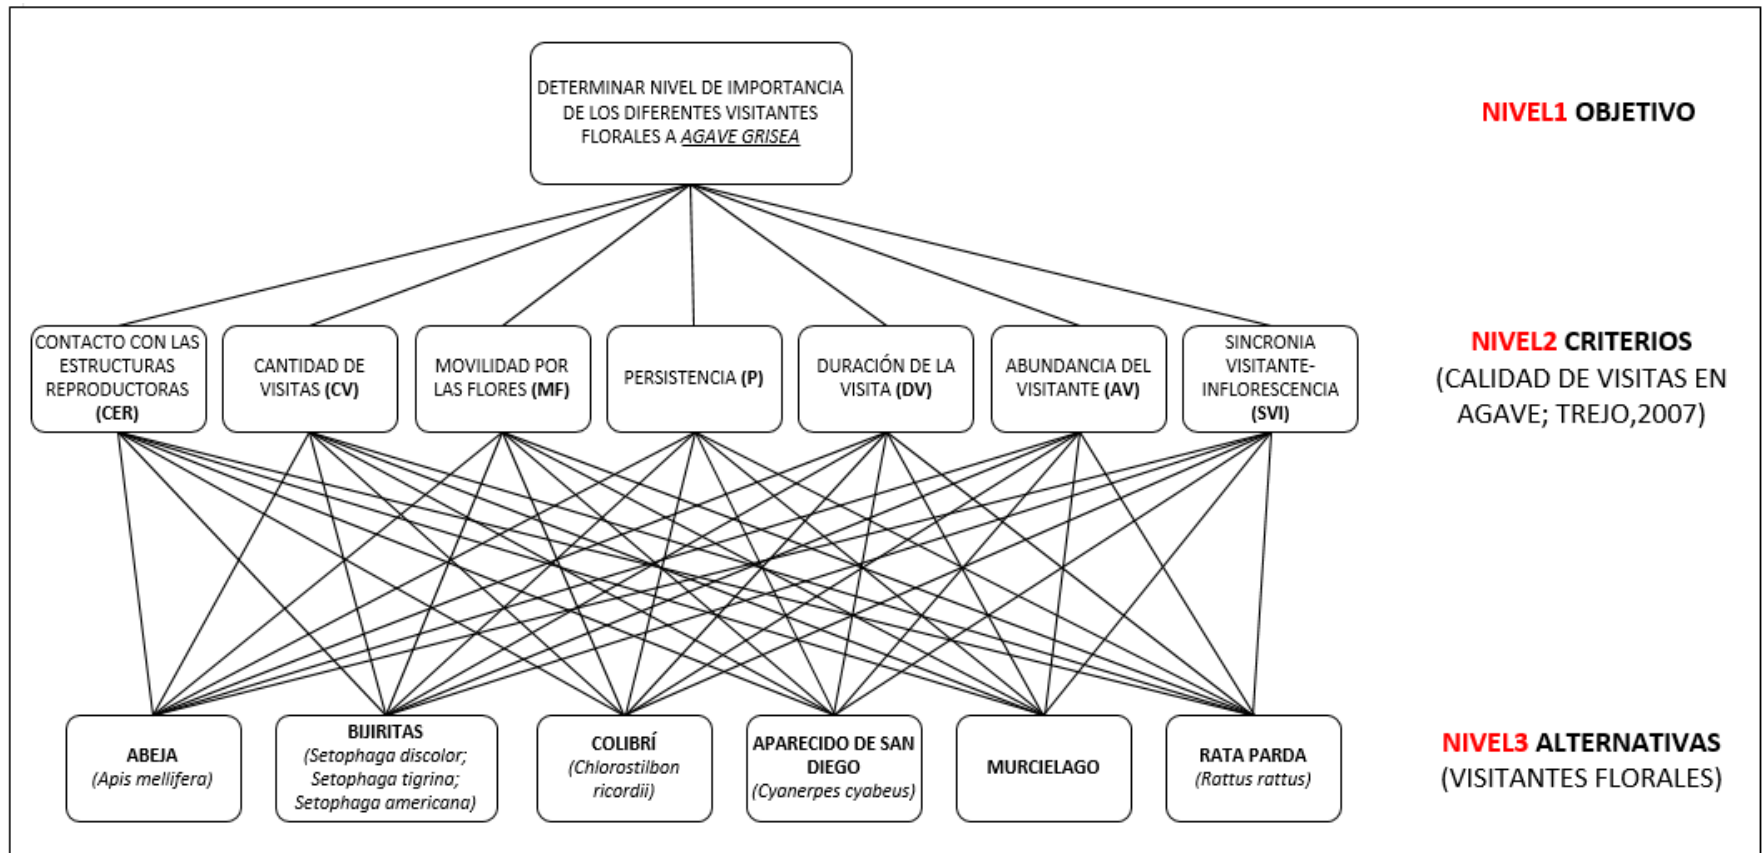 DETERMINAR NIVEL DE IMPORTANCIA
DE LOS DIFERENTES VISITANTES
FLORALES A AGAVE GRISEA
NIVEL1 OBJETIVO
CONTACTO CON LAS
ESTRUCTURAS
REPRODUCTORAS
(CER)
CANTIDAD DE
VISITAS (CV)
MOVILIDAD POR
LAS FLORES (MF)
PERSISTENCIA (P)
DURACIÓN DE LA
VISITA (DV)
ABUNDANCIA DEL
VISITANTE (AV)
SINCRONIA
VISITANTE-
INFLORESCENCIA
(SVI)
NIVEL2 CRITERIOS
(CALIDAD DE VISITAS EN
AGAVE; TREJO,2007)
ABEJA
(Apis mellifera)
BIJIRITAS
(Setophaga discolor;
Setophaga tigrina;
Setophaga americana)
COLIBRÍ
(Chlorostilbon
ricordii)
APARECIDO DE SAN
DIEGO
(Cyanerpes cyabeus)
MURCIELAGO
RATA PARDA
(Rattus rattus)
NIVEL3 ALTERNATIVAS
(VISITANTES FLORALES)